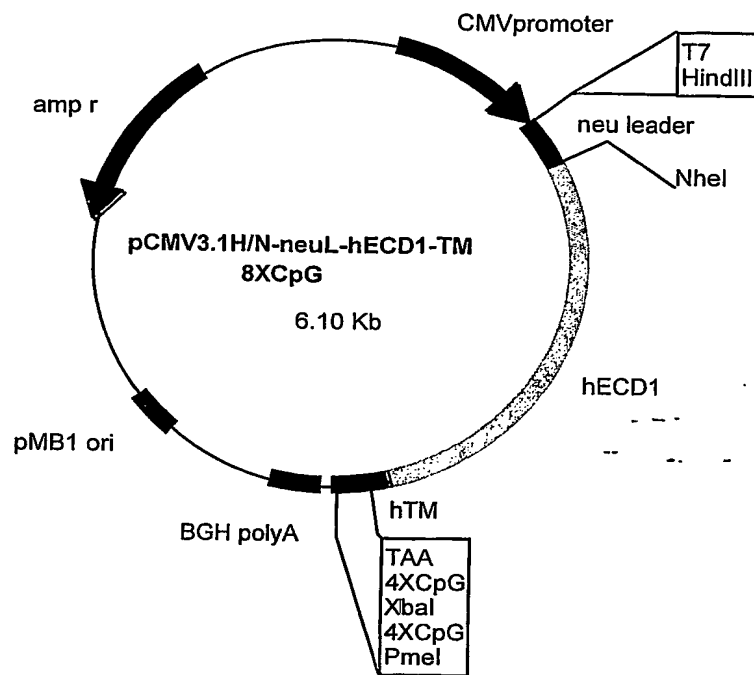 CMVpromoter
T7
HindIII
amp r
neu leader
NheI
pCMV3.1H/N-neuL-hECD1-TM
8XCpG
6.10 Kb
hECD1
pMB1 ori
hTM
BGH polyA
TAA
4XCpG
XbaI
4XCpG
PmeI